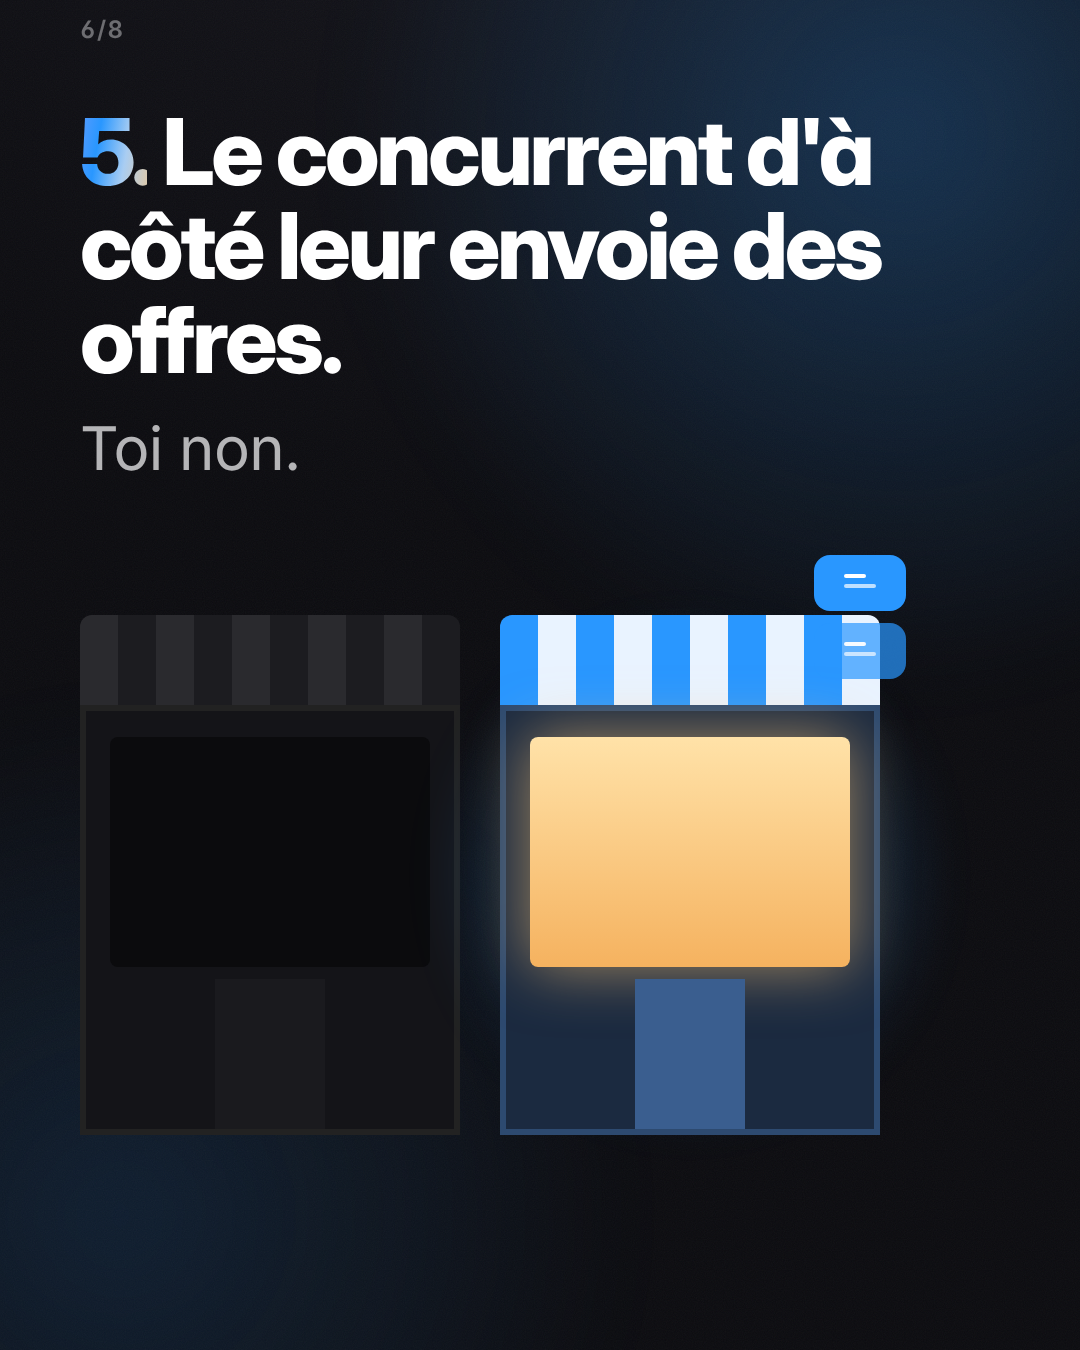 6/8
5. Le concurrent d'à
côté leur envoie des
offres.
Toi non.